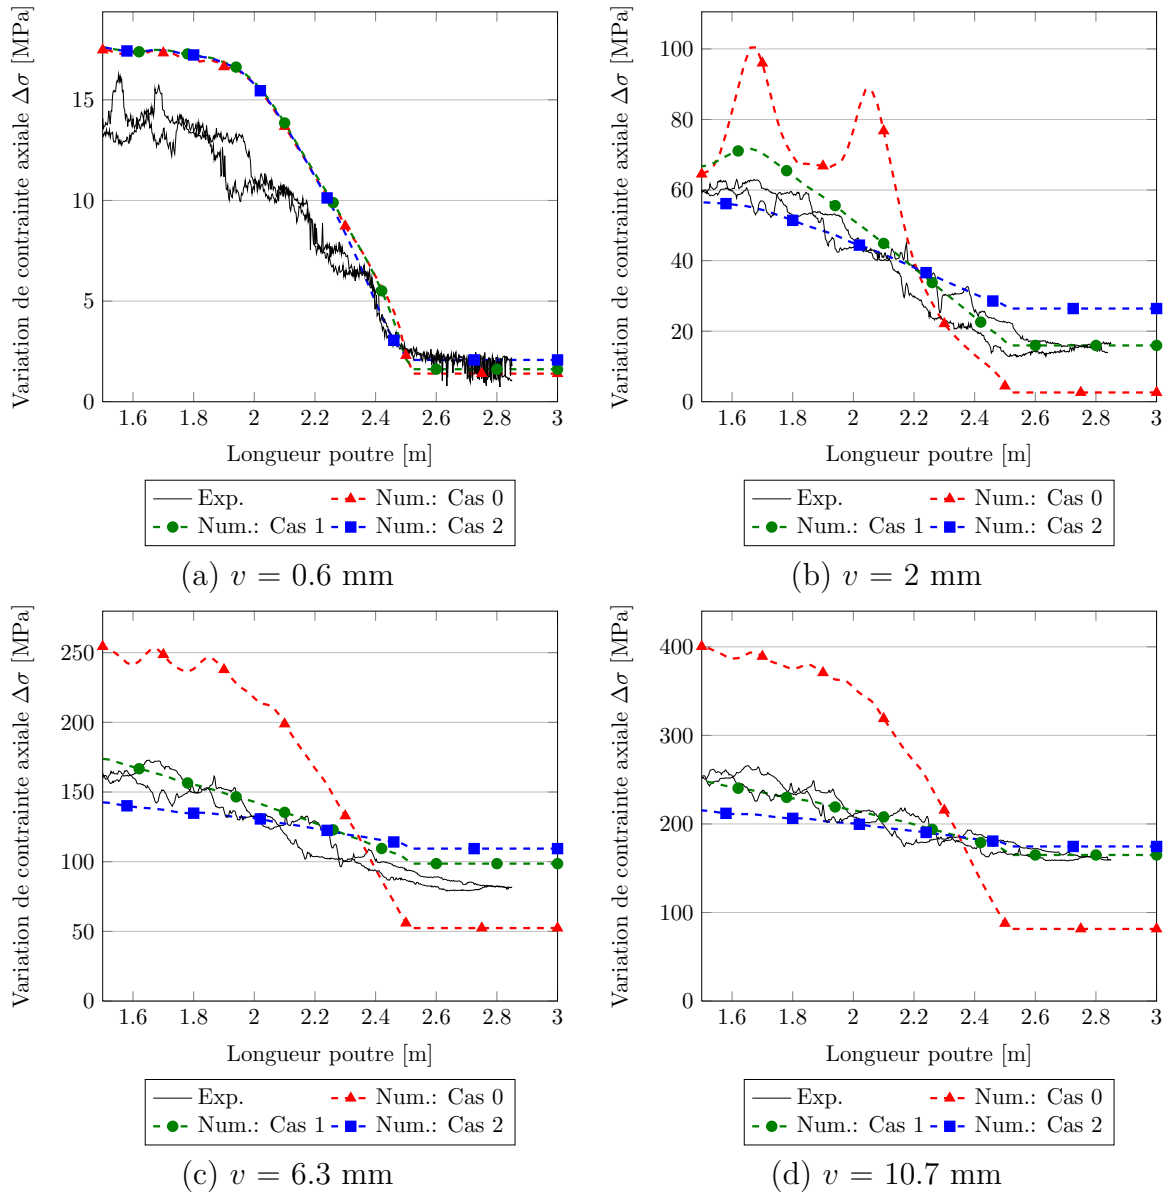 Variation de contrainte axiale Δσ [MPa]
15
10
5
0
1.6 1.8 2 2.2 2.4 2.6 2.8 3
Longueur poutre [m]
Exp. Num.: Cas 0
Num.: Cas 1 Num.: Cas 2
(a) v = 0.6 mm
Variation de contrainte axiale Δσ [MPa]
100
80
60
40
20
0
1.6 1.8 2 2.2 2.4 2.6 2.8 3
Longueur poutre [m]
Exp. Num.: Cas 0
Num.: Cas 1 Num.: Cas 2
(b) v = 2 mm
Variation de contrainte axiale Δσ [MPa]
250
200
150
100
50
0
1.6 1.8 2 2.2 2.4 2.6 2.8 3
Longueur poutre [m]
Exp. Num.: Cas 0
Num.: Cas 1 Num.: Cas 2
(c) v = 6.3 mm
Variation de contrainte axiale Δσ [MPa]
400
300
200
100
0
1.6 1.8 2 2.2 2.4 2.6 2.8 3
Longueur poutre [m]
Exp. Num.: Cas 0
Num.: Cas 1 Num.: Cas 2
(d) v = 10.7 mm